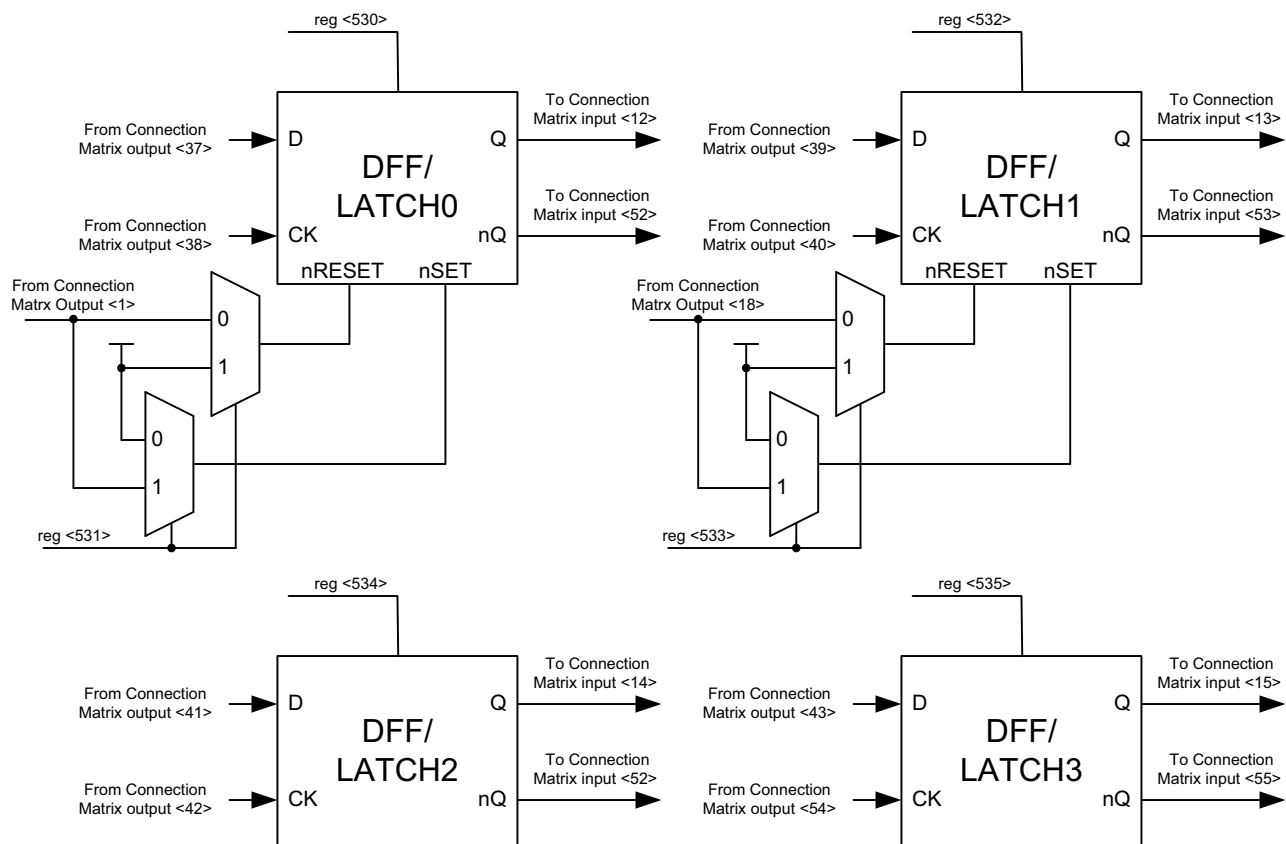 reg <530>
From Connection
Matrix output <37>
D
Q
To Connection
Matrix input <12>
DFF/
LATCH0
From Connection
Matrix output <38>
CK
nQ
To Connection
Matrix input <52>
nRESET
nSET
From Connection
Matrx Output <1>
0
1
0
1
reg <531>
reg <532>
From Connection
Matrix output <39>
D
Q
To Connection
Matrix input <13>
DFF/
LATCH1
From Connection
Matrix output <40>
CK
nQ
To Connection
Matrix input <53>
nRESET
nSET
From Connection
Matrx Output <18>
0
1
0
1
reg <533>
reg <534>
From Connection
Matrix output <41>
D
Q
To Connection
Matrix input <14>
DFF/
LATCH2
From Connection
Matrix output <42>
CK
nQ
To Connection
Matrix input <52>
reg <535>
From Connection
Matrix output <43>
D
Q
To Connection
Matrix input <15>
DFF/
LATCH3
From Connection
Matrix output <54>
CK
nQ
To Connection
Matrix input <55>